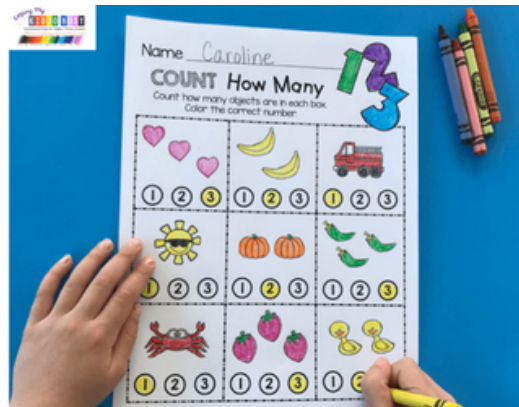 Name Caroline
123
COUNT How Many
Count how many objects are in each box
Color the correct number.
1 2 3 1 2 3 1 2 3
1 2 3 1 2 3 1 2 3
1 2 3 1 2 3 1 2